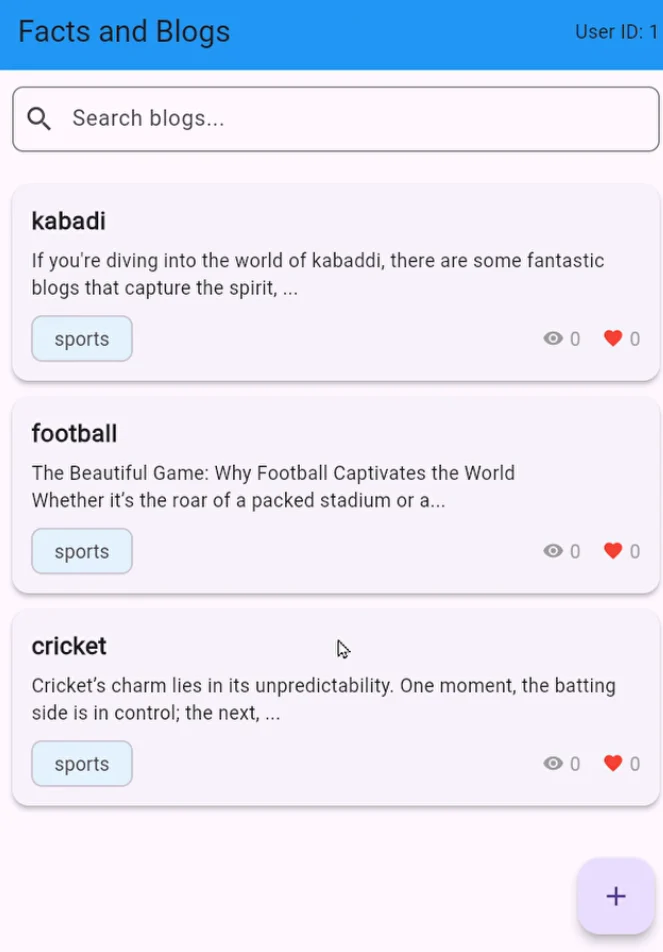 Facts and Blogs
User ID: 1
Search blogs...
kabadi
If you're diving into the world of kabaddi, there are some fantastic
blogs that capture the spirit, ...
sports
0
0
football
The Beautiful Game: Why Football Captivates the World
Whether it’s the roar of a packed stadium or a...
sports
0
0
cricket
Cricket’s charm lies in its unpredictability. One moment, the batting
side is in control; the next, ...
sports
0
0
+